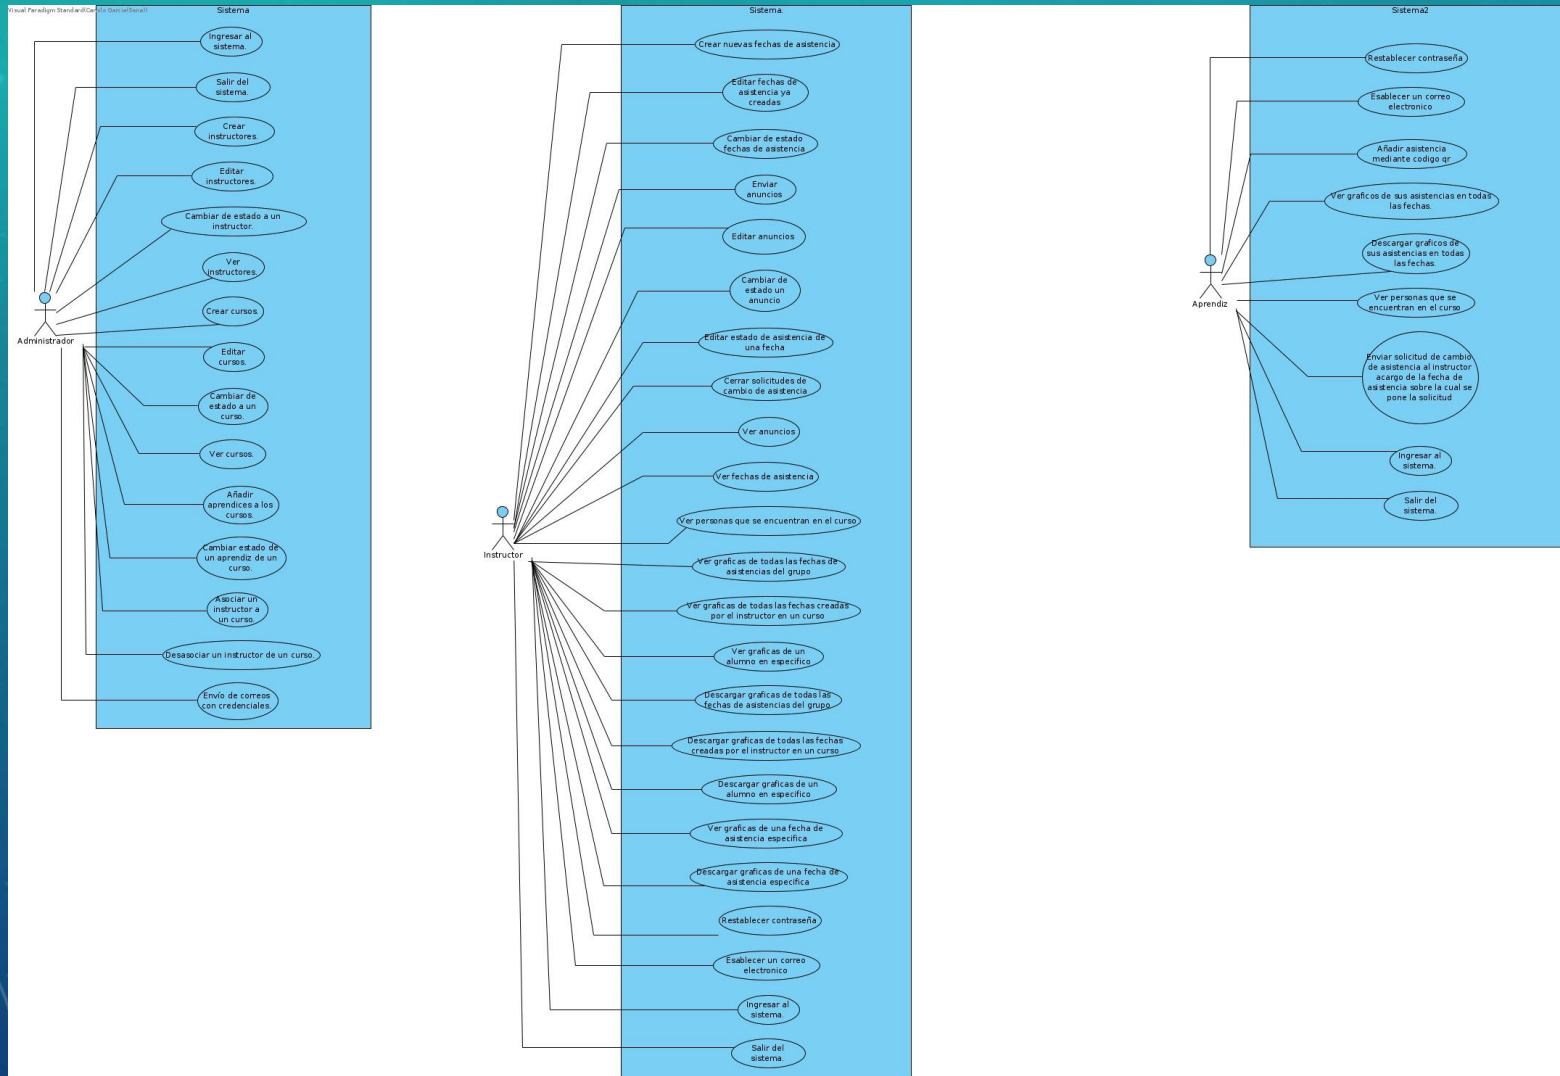 Visual Paradigm Standard(Camilo Garcia(Sena))
Sistema
Ingresar al
sistema.
Salir del
sistema.
Crear
instructores.
Editar
instructores.
Cambiar de estado a un
instructor.
Ver
instructores.
Crear cursos.
Administrador
Editar
cursos.
Cambiar de
estado a un
curso.
Ver cursos.
Añadir
aprendices a los
cursos.
Cambiar estado de
un aprendiz de un
curso.
Asociar un
instructor a
un curso.
Desasociar un instructor de un curso.
Envío de correos
con credenciales.
Sistema.
Crear nuevas fechas de asistencia
Editar fechas de
asistencia ya
creadas
Cambiar de estado
fechas de asistencia
Enviar
anuncios
Editar anuncios
Cambiar de
estado un
anuncio
Editar estado de asistencia de
una fecha
Cerrar solicitudes de
cambio de asistencia
Ver anuncios
Ver fechas de asistencia
Ver personas que se encuentran en el curso
Instructor
Ver graficas de todas las fechas de
asistencias del grupo
Ver graficas de todas las fechas creadas
por el instructor en un curso
Ver graficas de un
alumno en especifico
Descargar graficas de todas las
fechas de asistencias del grupo
Descargar graficas de todas las fechas
creadas por el instructor en un curso
Descargar graficas de un
alumno en especifico
Ver graficas de una fecha de
asistencia especifica
Descargar graficas de una fecha de
asistencia especifica
Restablecer contraseña
Esablecer un correo
electronico
Ingresar al
sistema.
Salir del
sistema.
Sistema2
Restablecer contraseña
Esablecer un correo
electronico
Añadir asistencia
mediante codigo qr
Ver graficos de sus asistencias en todas
las fechas.
Descargar graficos de
sus asistencias en todas
las fechas.
Aprendiz
Ver personas que se
encuentran en el curso
Enviar solicitud de cambio
de asistencia al instructor
acargo de la fecha de
asistencia sobre la cual se
pone la solicitud
Ingresar al
sistema.
Salir del
sistema.